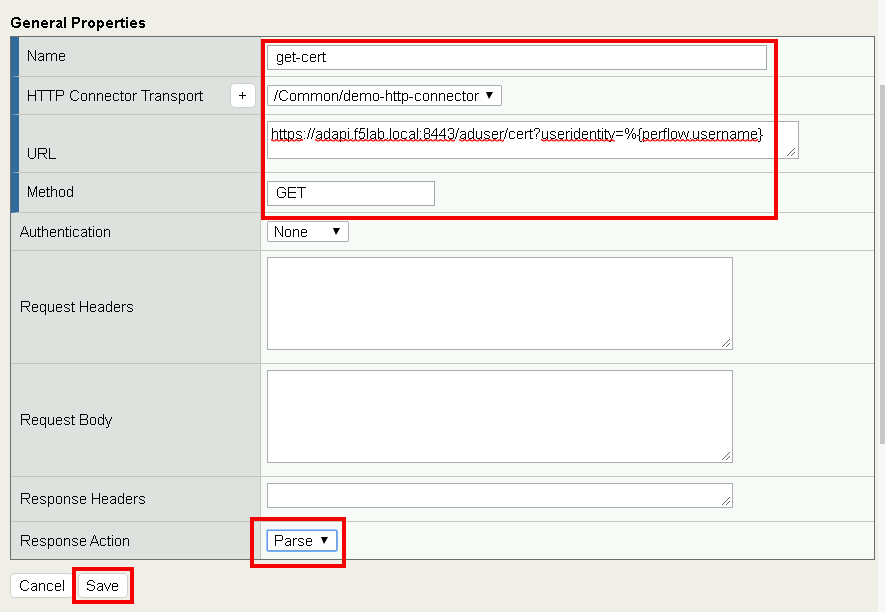 General Properties
Name
get-cert
HTTP Connector Transport
+
/Common/demo-http-connector ▼
URL
https://adapi.f5lab.local:8443/aduser/cert?useridentity=%{perflow.username}
Method
GET
Authentication
None ▼
Request Headers
Request Body
Response Headers
Response Action
Parse ▼
Cancel Save